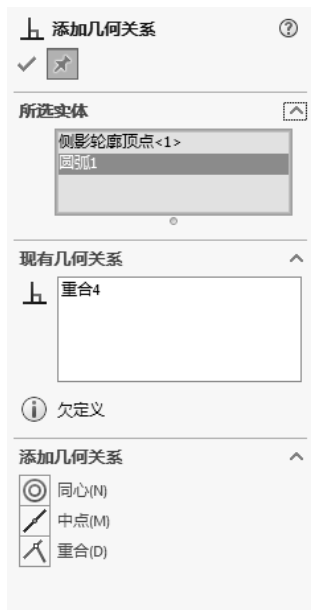 添加几何关系
所选实体
侧影轮廓顶点<1>
圆弧1
现有几何关系
重合4
欠定义
添加几何关系
同心(N)
中点(M)
重合(D)